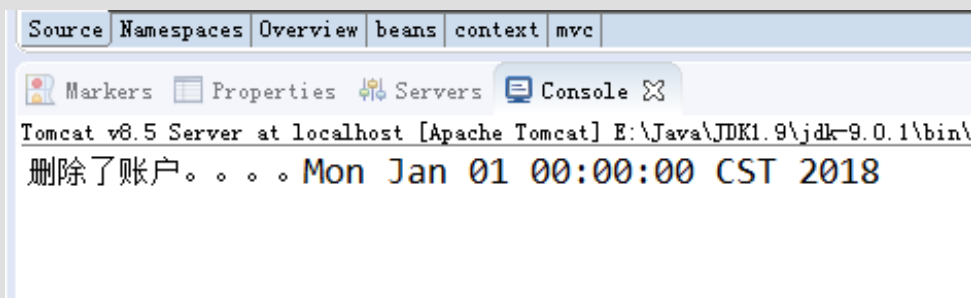 Source Namespaces Overview beans context mvc
Markers Properties Servers Console
Tomcat v8.5 Server at localhost [Apache Tomcat] E:\Java\JDK1.9\jdk-9.0.1\bin\
删除了账户。。。。Mon Jan 01 00:00:00 CST 2018